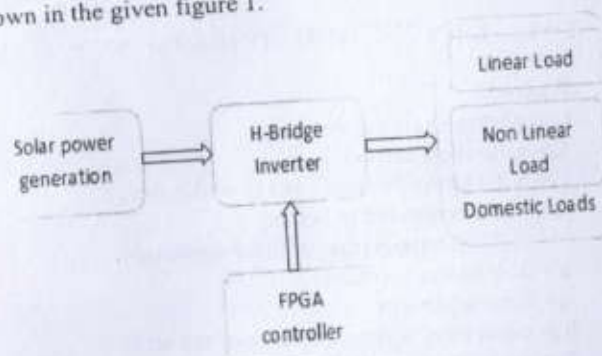 own in the given figure 1.
Linear Load
Solar power
generation
H-Bridge
Inverter
Non Linear
Load
Domestic Loads
FPGA
controller